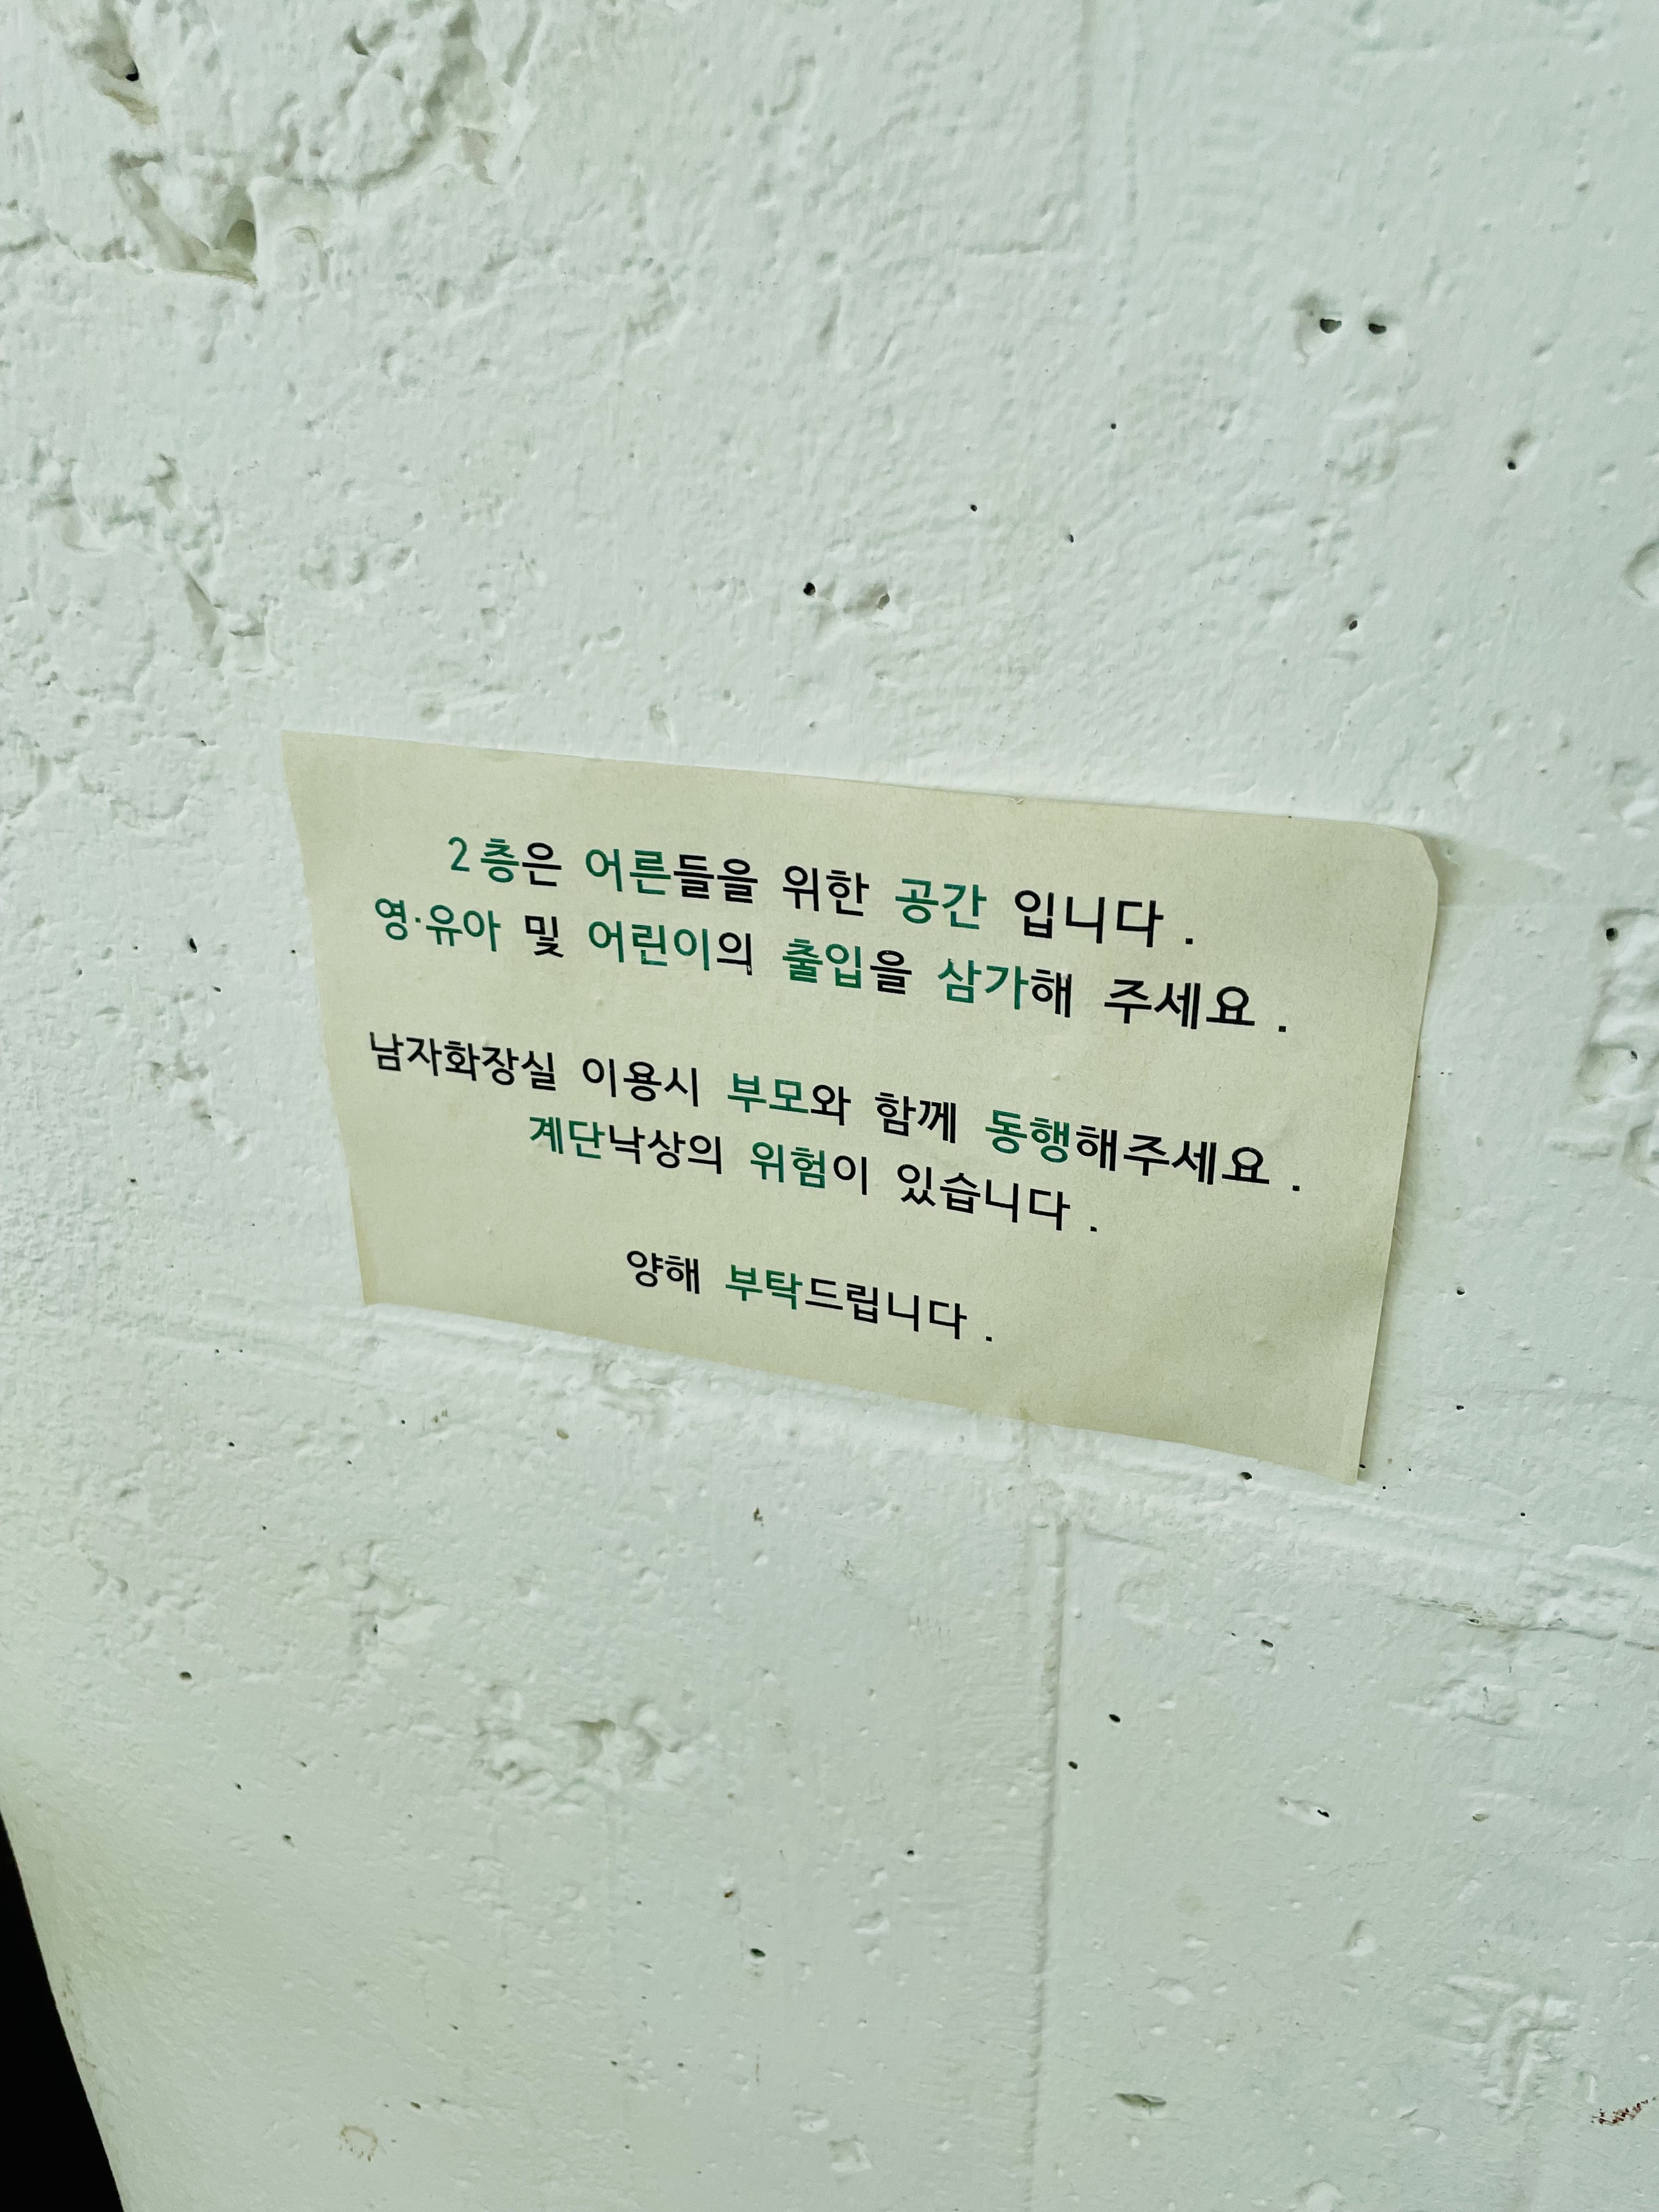 2층은 어른들을 위한 공간 입니다 .
영·유아 및 어린이의 출입을 삼가해 주세요 .
남자화장실 이용시 부모와 함께 동행해주세요 .
계단낙상의 위험이 있습니다 .
양해 부탁드립니다 .